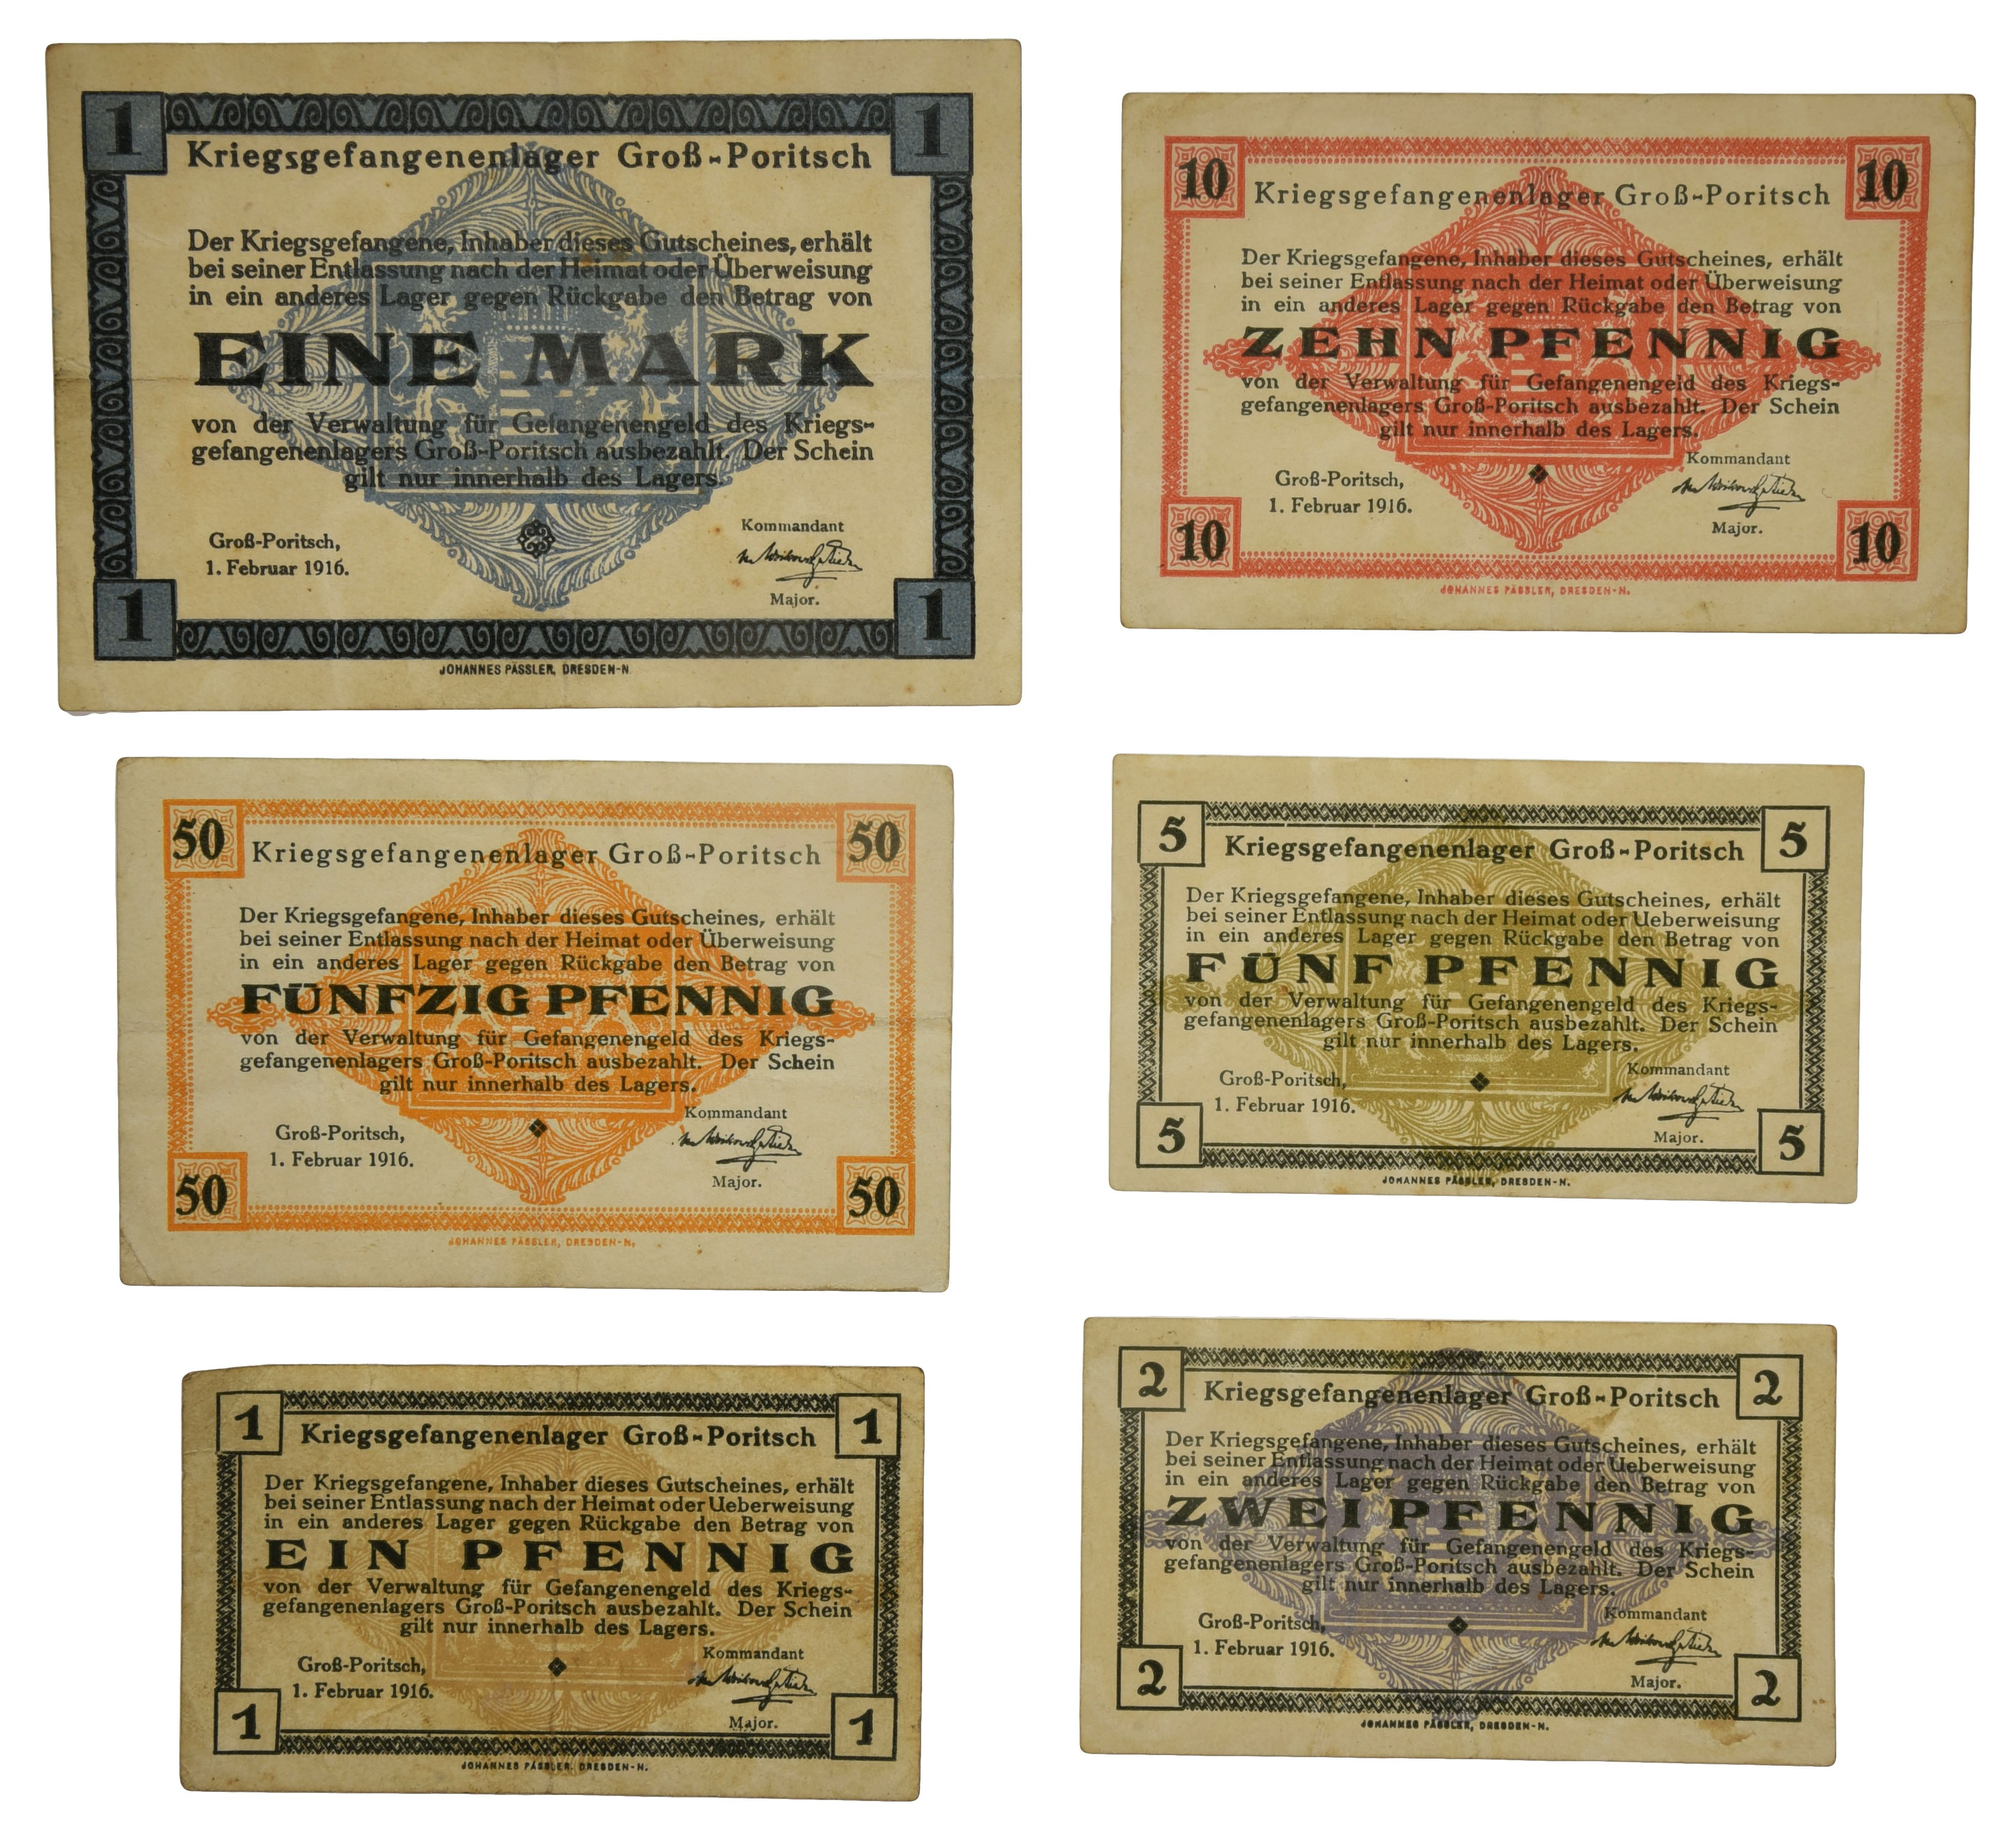 1 1
Kriegsgefangenenlager Groß-Poritsch
Der Kriegsgefangene, Inhaber dieses Gutscheines, erhält
bei seiner Entlassung nach der Heimat oder Überweisung
in ein anderes Lager gegen Rückgabe den Betrag von
EINE MARK
von der Verwaltung für Gefangenengeld des Kriegs-
gefangenenlagers Groß-Poritsch ausbezahlt. Der Schein
gilt nur innerhalb des Lagers.
Groß-Poritsch,
1. Februar 1916.
Kommandant
Major.
1 1
JOHANNES PÄSSLER, DRESDEN-N.
10 10
Kriegsgefangenenlager Groß-Poritsch
Der Kriegsgefangene, Inhaber dieses Gutscheines, erhält
bei seiner Entlassung nach der Heimat oder Überweisung
in ein anderes Lager gegen Rückgabe den Betrag von
ZEHN PFENNIG
von der Verwaltung für Gefangenengeld des Kriegs-
gefangenenlagers Groß-Poritsch ausbezahlt. Der Schein
gilt nur innerhalb des Lagers.
Groß-Poritsch,
1. Februar 1916.
Kommandant
Major.
10 10
JOHANNES PÄSSLER, DRESDEN-N.
50 50
Kriegsgefangenenlager Groß-Poritsch
Der Kriegsgefangene, Inhaber dieses Gutscheines, erhält
bei seiner Entlassung nach der Heimat oder Überweisung
in ein anderes Lager gegen Rückgabe den Betrag von
FÜNFZIG PFENNIG
von der Verwaltung für Gefangenengeld des Kriegs-
gefangenenlagers Groß-Poritsch ausbezahlt. Der Schein
gilt nur innerhalb des Lagers.
Groß-Poritsch,
1. Februar 1916.
Kommandant
Major.
50 50
JOHANNES PÄSSLER, DRESDEN-N.
5 5
Kriegsgefangenenlager Groß-Poritsch
Der Kriegsgefangene, Inhaber dieses Gutscheines, erhält
bei seiner Entlassung nach der Heimat oder Ueberweisung
in ein anderes Lager gegen Rückgabe den Betrag von
FÜNF PFENNIG
von der Verwaltung für Gefangenengeld des Kriegs-
gefangenenlagers Groß-Poritsch ausbezahlt. Der Schein
gilt nur innerhalb des Lagers.
Groß-Poritsch,
1. Februar 1916.
Kommandant
Major.
5 5
JOHANNES PÄSSLER, DRESDEN-N.
1 1
Kriegsgefangenenlager Groß-Poritsch
Der Kriegsgefangene, Inhaber dieses Gutscheines, erhält
bei seiner Entlassung nach der Heimat oder Ueberweisung
in ein anderes Lager gegen Rückgabe den Betrag von
EIN PFENNIG
von der Verwaltung für Gefangenengeld des Kriegs-
gefangenenlagers Groß-Poritsch ausbezahlt. Der Schein
gilt nur innerhalb des Lagers.
Groß-Poritsch,
1. Februar 1916.
Kommandant
Major.
1 1
JOHANNES PÄSSLER, DRESDEN-N.
2 2
Kriegsgefangenenlager Groß-Poritsch
Der Kriegsgefangene, Inhaber dieses Gutscheines, erhält
bei seiner Entlassung nach der Heimat oder Ueberweisung
in ein anderes Lager gegen Rückgabe den Betrag von
ZWEI PFENNIG
von der Verwaltung für Gefangenengeld des Kriegs-
gefangenenlagers Groß-Poritsch ausbezahlt. Der Schein
gilt nur innerhalb des Lagers.
Groß-Poritsch,
1. Februar 1916.
Kommandant
Major.
2 2
JOHANNES PÄSSLER, DRESDEN-N.